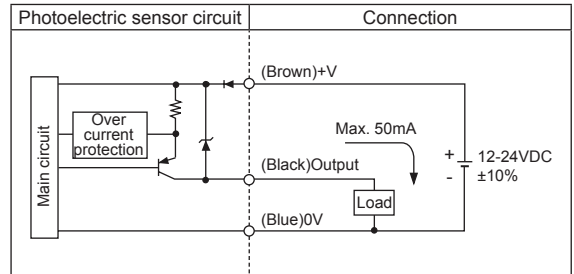 Photoelectric sensor circuit
Connection
(Brown)+V
Over
current
protection
Main circuit
Max. 50mA
+
-
12-24VDC
±10%
(Black)Output
Load
(Blue)0V